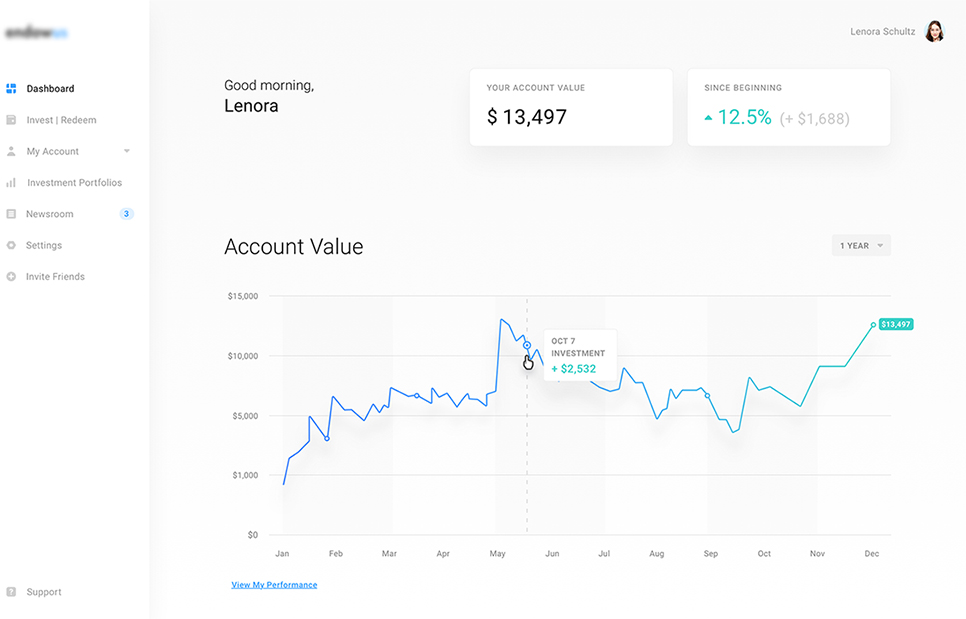 Lenora Schultz
Dashboard
Invest | Redeem
My Account
Investment Portfolios
Newsroom 3
Settings
Invite Friends
Support
Good morning,
Lenora
YOUR ACCOUNT VALUE
$ 13,497
SINCE BEGINNING
12.5% (+ $1,688)
Account Value
1 YEAR
$15,000
$10,000
$5,000
$1,000
$0
$13,497
OCT 7
INVESTMENT
+ $2,532
Jan Feb Mar Apr May Jun Jul Aug Sep Oct Nov Dec
View My Performance